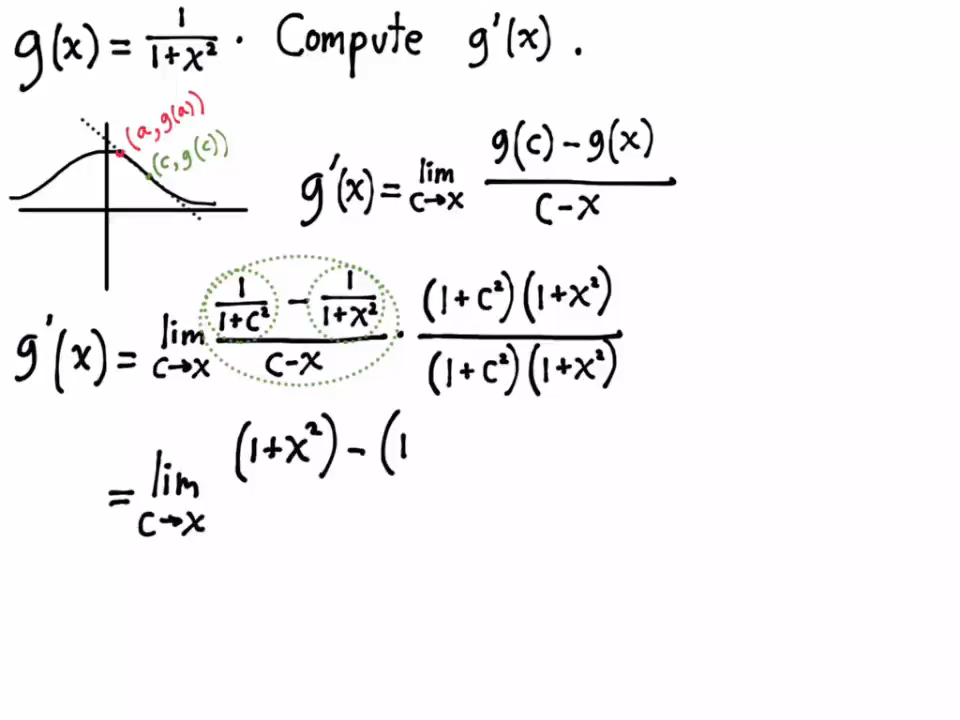 g(x) = 1/(1+x²) . Compute g'(x) .
(a, g(a))
(c, g(c))
g'(x) = lim c→x (g(c) − g(x))/(c−x)
g'(x) = lim c→x (1/(1+c²) − 1/(1+x²))/(c−x) · ((1+c²)(1+x²))/((1+c²)(1+x²))
= lim c→x (1+x²) − (1